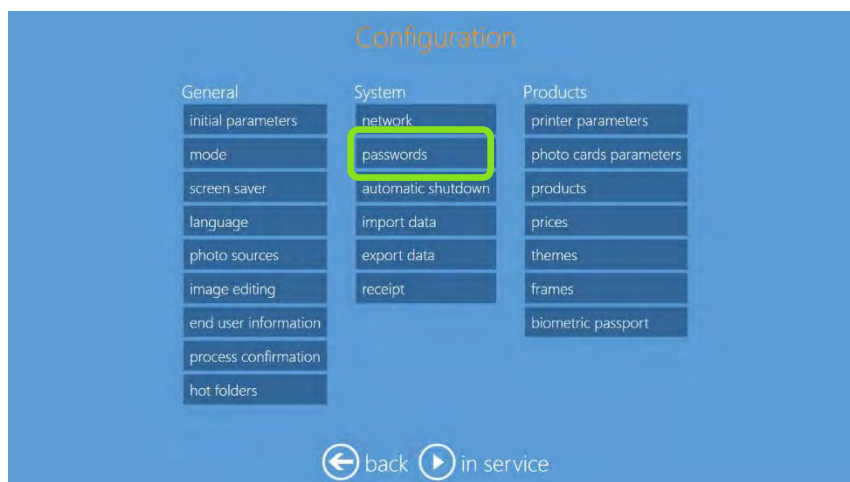 Configuration
General
initial parameters
mode
screen saver
language
photo sources
image editing
end user information
process confirmation
hot folders
System
network
passwords
automatic shutdown
import data
export data
receipt
Products
printer parameters
photo cards parameters
products
prices
themes
frames
biometric passport
back in service